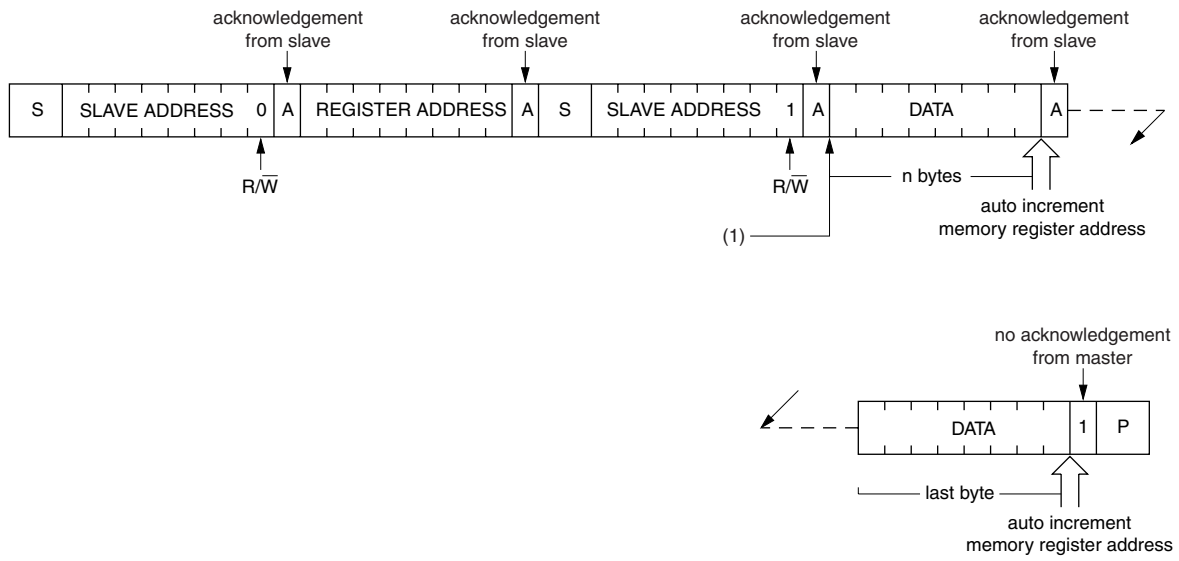 acknowledgement
from slave
acknowledgement
from slave
acknowledgement
from slave
acknowledgement
from slave
S SLAVE ADDRESS 0 A REGISTER ADDRESS A S SLAVE ADDRESS 1 A DATA A
R/W̅
R/W̅
n bytes
auto increment
memory register address
(1)
no acknowledgement
from master
DATA 1 P
last byte
auto increment
memory register address